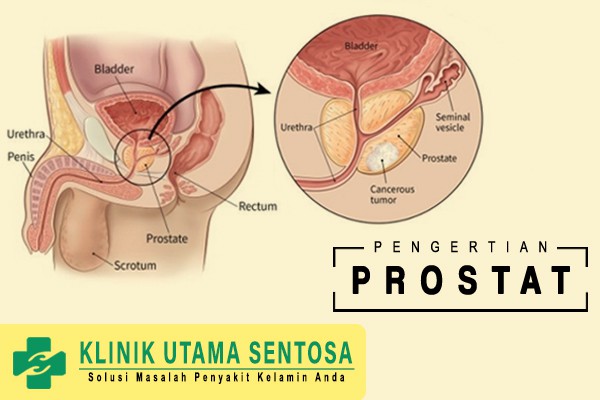 Bladder
Urethra
Penis
Rectum
Prostate
Scrotum
Bladder
Urethra
Seminal
vesicle
Prostate
Cancerous
tumor
PENGERTIAN
PROSTAT
KLINIK UTAMA SENTOSA
Solusi Masalah Penyakit Kelamin Anda